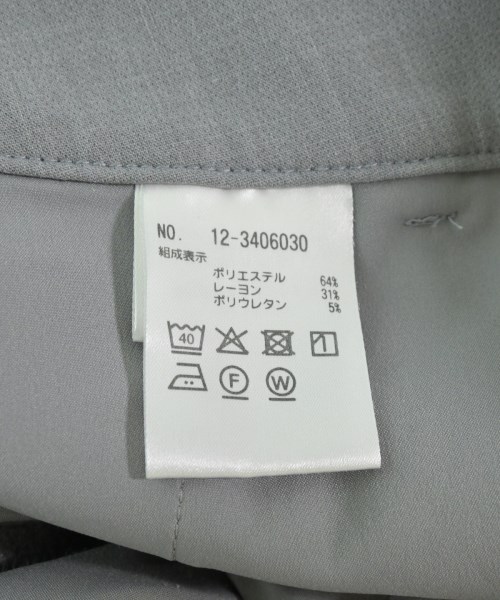 NO. 12-3406030
組成表示
ポリエステル 64%
レーヨン 31%
ポリウレタン 5%
40
F W